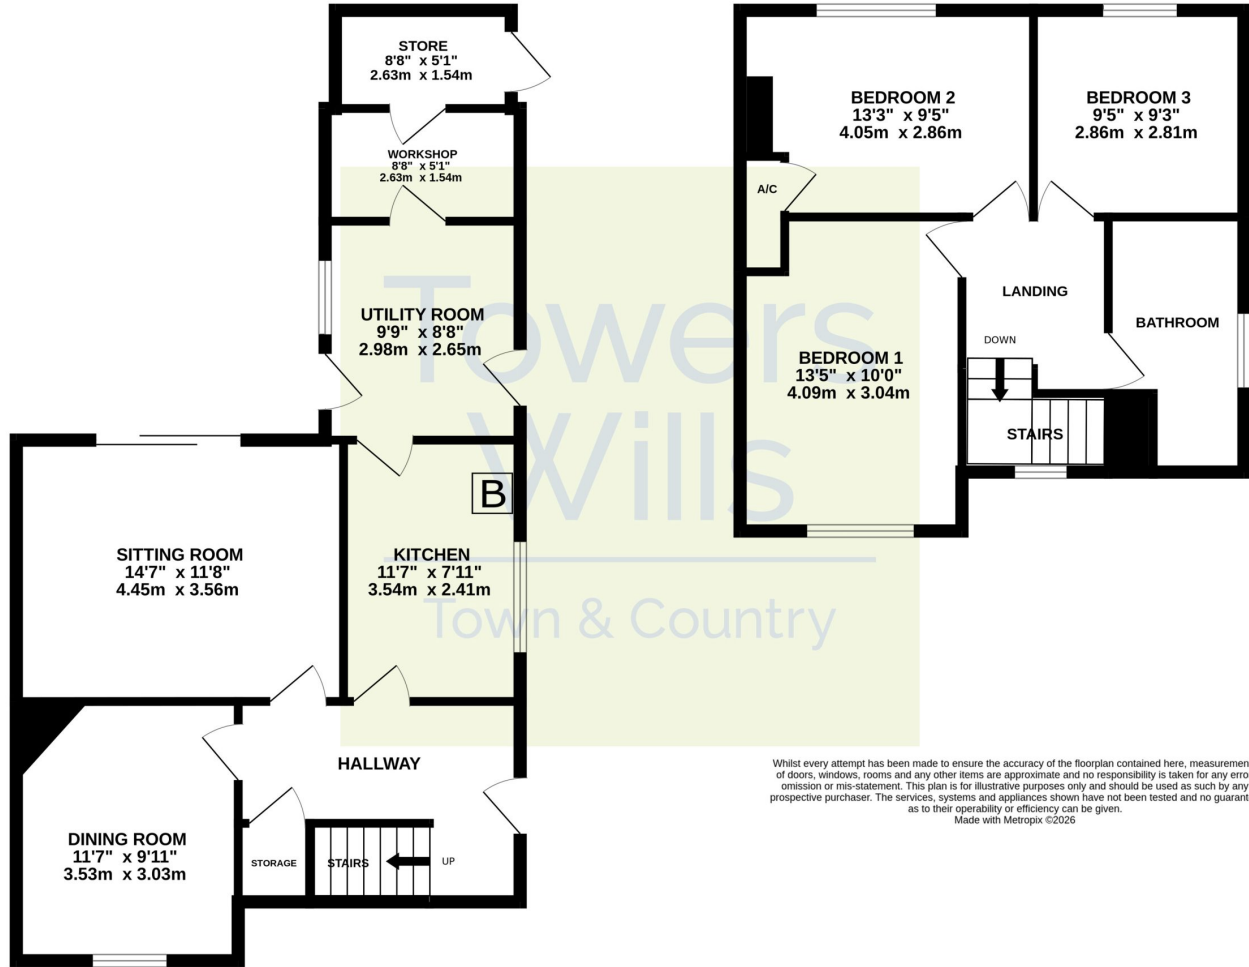 STORE
8'8" x 5'1"
2.63m x 1.54m
WORKSHOP
8'8" x 5'1"
2.63m x 1.54m
UTILITY ROOM
9'9" x 8'8"
2.98m x 2.65m
SITTING ROOM
14'7" x 11'8"
4.45m x 3.56m
B
KITCHEN
11'7" x 7'11"
3.54m x 2.41m
HALLWAY
DINING ROOM
11'7" x 9'11"
3.53m x 3.03m
STORAGE
STAIRS
UP
BEDROOM 2
13'3" x 9'5"
4.05m x 2.86m
BEDROOM 3
9'5" x 9'3"
2.86m x 2.81m
A/C
LANDING
BATHROOM
DOWN
BEDROOM 1
13'5" x 10'0"
4.09m x 3.04m
STAIRS
Towers
Wills
Town & Country
Whilst every attempt has been made to ensure the accuracy of the floorplan contained here, measuremen
of doors, windows, rooms and any other items are approximate and no responsibility is taken for any erro
omission or mis-statement. This plan is for illustrative purposes only and should be used as such by any
prospective purchaser. The services, systems and appliances shown have not been tested and no guarant
as to their operability or efficiency can be given.
Made with Metropix ©2026